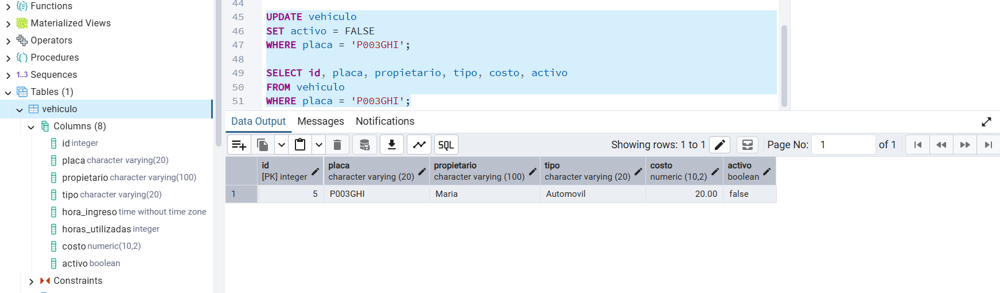 Functions
Materialized Views
Operators
Procedures
1..3 Sequences
Tables (1)
vehiculo
Columns (8)
id integer
placa character varying(20)
propietario character varying(100)
tipo character varying(20)
hora_ingreso time without time zone
horas_utilizadas integer
costo numeric(10,2)
activo boolean
Constraints
44
45 UPDATE vehiculo
46 SET activo = FALSE
47 WHERE placa = 'P003GHI';
48
49 SELECT id, placa, propietario, tipo, costo, activo
50 FROM vehiculo
51 WHERE placa = 'P003GHI';
Data Output Messages Notifications
SQL Showing rows: 1 to 1 Page No: 1 of 1
id placa propietario tipo costo activo
[PK] integer character varying (20) character varying (100) character varying (20) numeric (10,2) boolean
1 5 P003GHI Maria Automovil 20.00 false